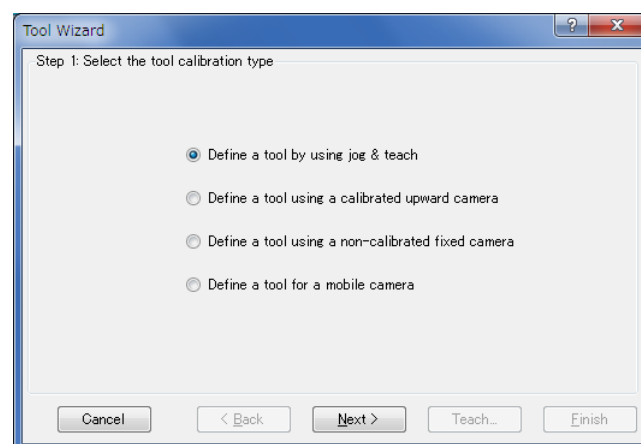 Tool Wizard
?
Step 1: Select the tool calibration type
Define a tool by using jog & teach
Define a tool using a calibrated upward camera
Define a tool using a non-calibrated fixed camera
Define a tool for a mobile camera
Cancel < Back Next > Teach... Finish